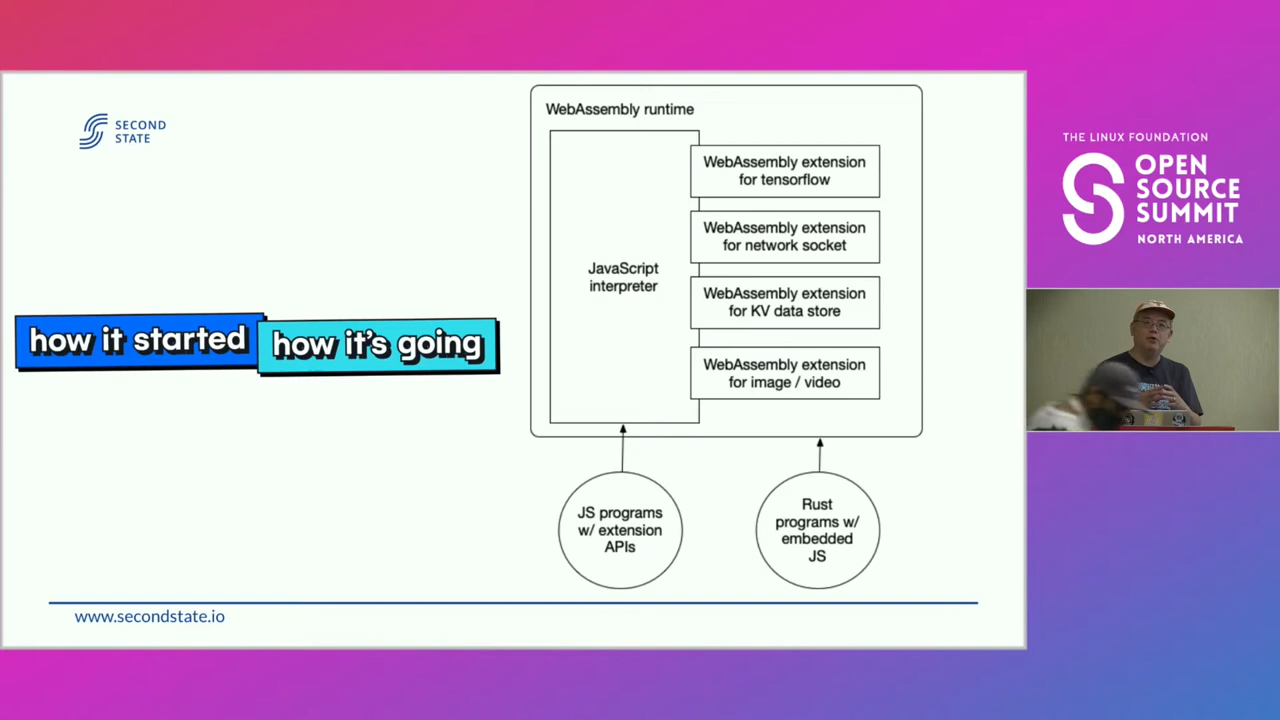 SECOND
STATE
how it started
how it's going
WebAssembly runtime
JavaScript
interpreter
WebAssembly extension
for tensorflow
WebAssembly extension
for network socket
WebAssembly extension
for KV data store
WebAssembly extension
for image / video
JS programs
w/ extension
APIs
Rust
programs w/
embedded
JS
www.secondstate.io
THE LINUX FOUNDATION
OPEN
SOURCE
SUMMIT
NORTH AMERICA